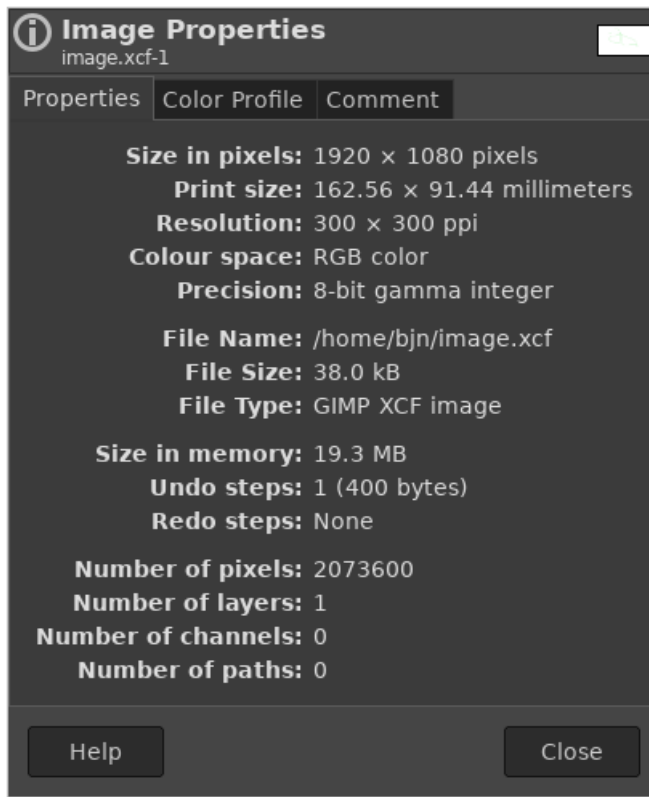 Image Properties
image.xcf-1
Properties Color Profile Comment
Size in pixels: 1920 × 1080 pixels
Print size: 162.56 × 91.44 millimeters
Resolution: 300 × 300 ppi
Colour space: RGB color
Precision: 8-bit gamma integer
File Name: /home/bjn/image.xcf
File Size: 38.0 kB
File Type: GIMP XCF image
Size in memory: 19.3 MB
Undo steps: 1 (400 bytes)
Redo steps: None
Number of pixels: 2073600
Number of layers: 1
Number of channels: 0
Number of paths: 0
Help Close